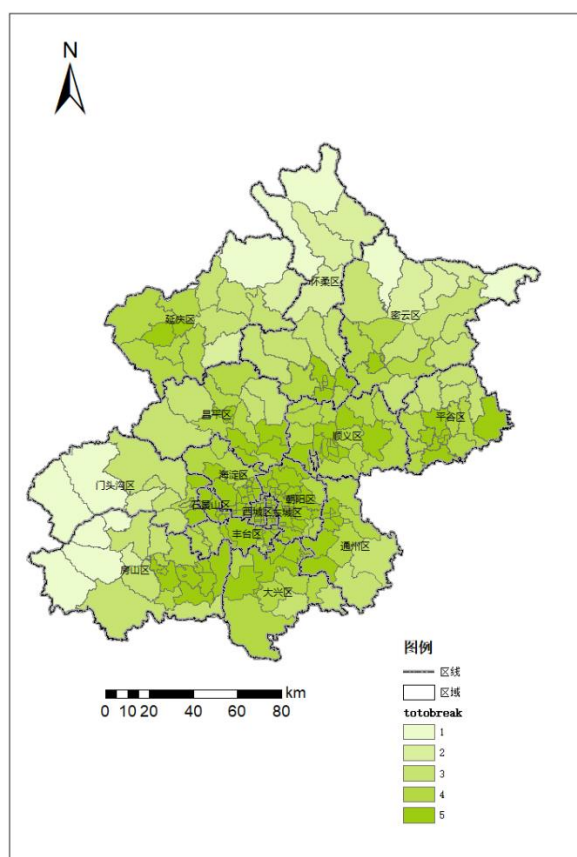 N
怀柔区
密云区
延庆区
昌平区
顺义区
平谷区
海淀区
门头沟区
朝阳区
石景山区
西城区东城区
丰台区
通州区
房山区
大兴区
图例
区线
区域
totobreak
1
2
3
4
5
km
0 10 20 40 60 80